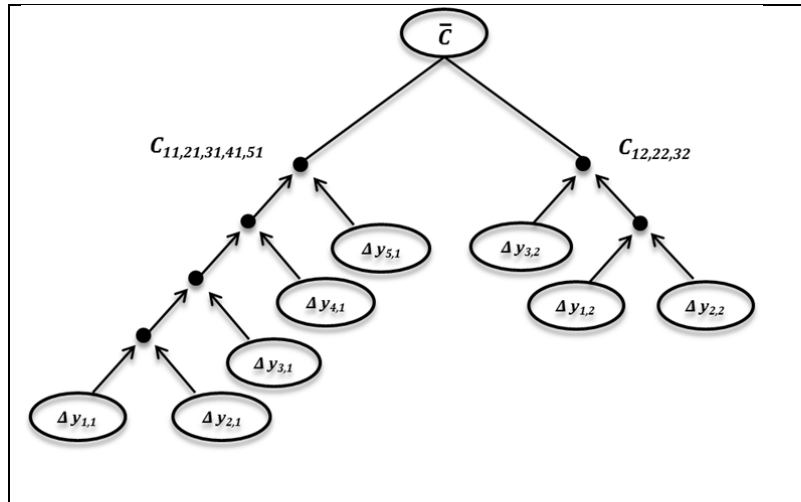 C̄
C₁₁,₂₁,₃₁,₄₁,₅₁
C₁₂,₂₂,₃₂
Δ y₅,₁
Δ y₃,₂
Δ y₄,₁
Δ y₁,₂
Δ y₂,₂
Δ y₃,₁
Δ y₁,₁
Δ y₂,₁